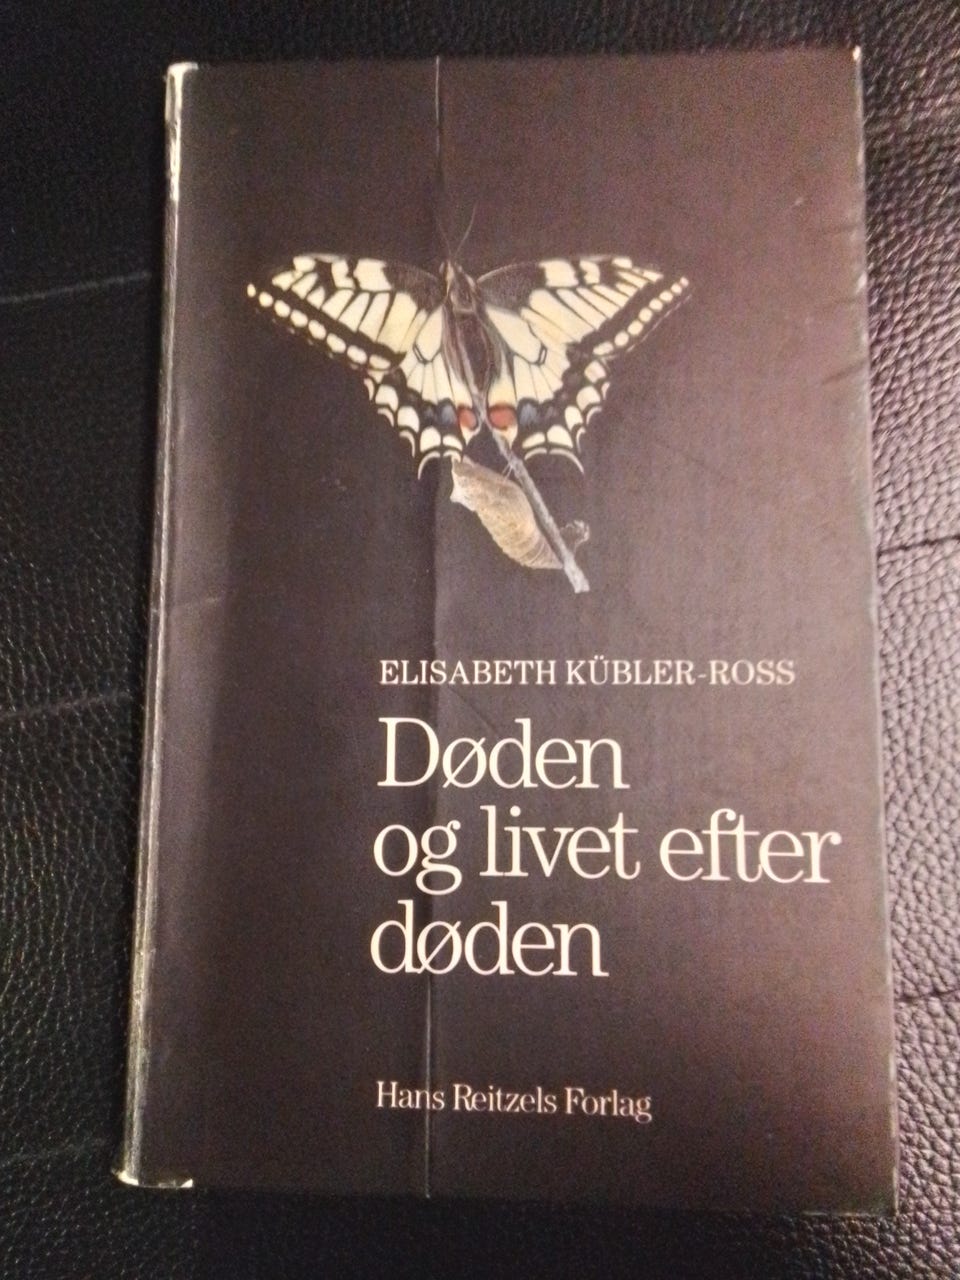 ELISABETH KÜBLER-ROSS
Døden
og livet efter
døden
Hans Reitzels Forlag